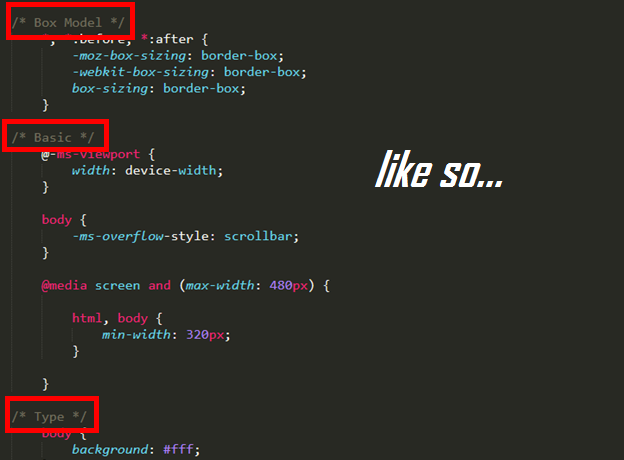 /* Box Model */
*, *:before, *:after {
-moz-box-sizing: border-box;
-webkit-box-sizing: border-box;
box-sizing: border-box;
}
/* Basic */
@-ms-viewport {
width: device-width;
}
like so...
body {
-ms-overflow-style: scrollbar;
}
@media screen and (max-width: 480px) {
html, body {
min-width: 320px;
}
}
/* Type */
body {
background: #fff;